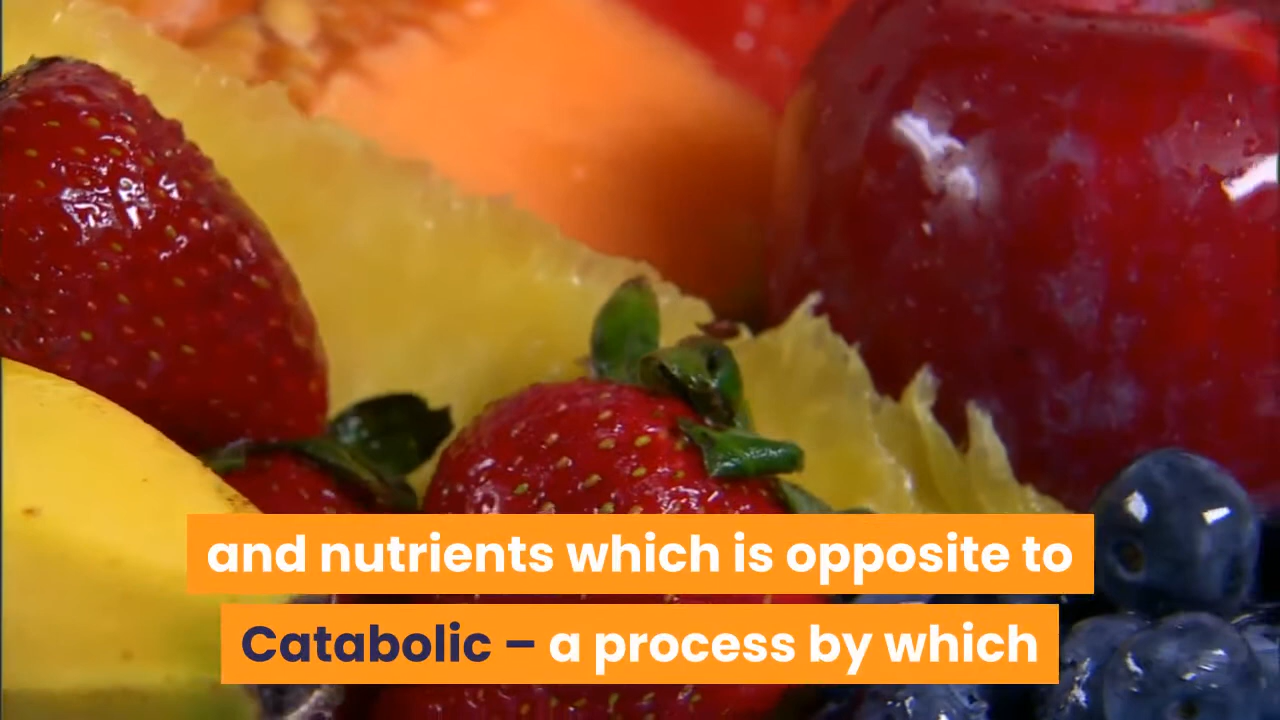 and nutrients which is opposite to
Catabolic – a process by which